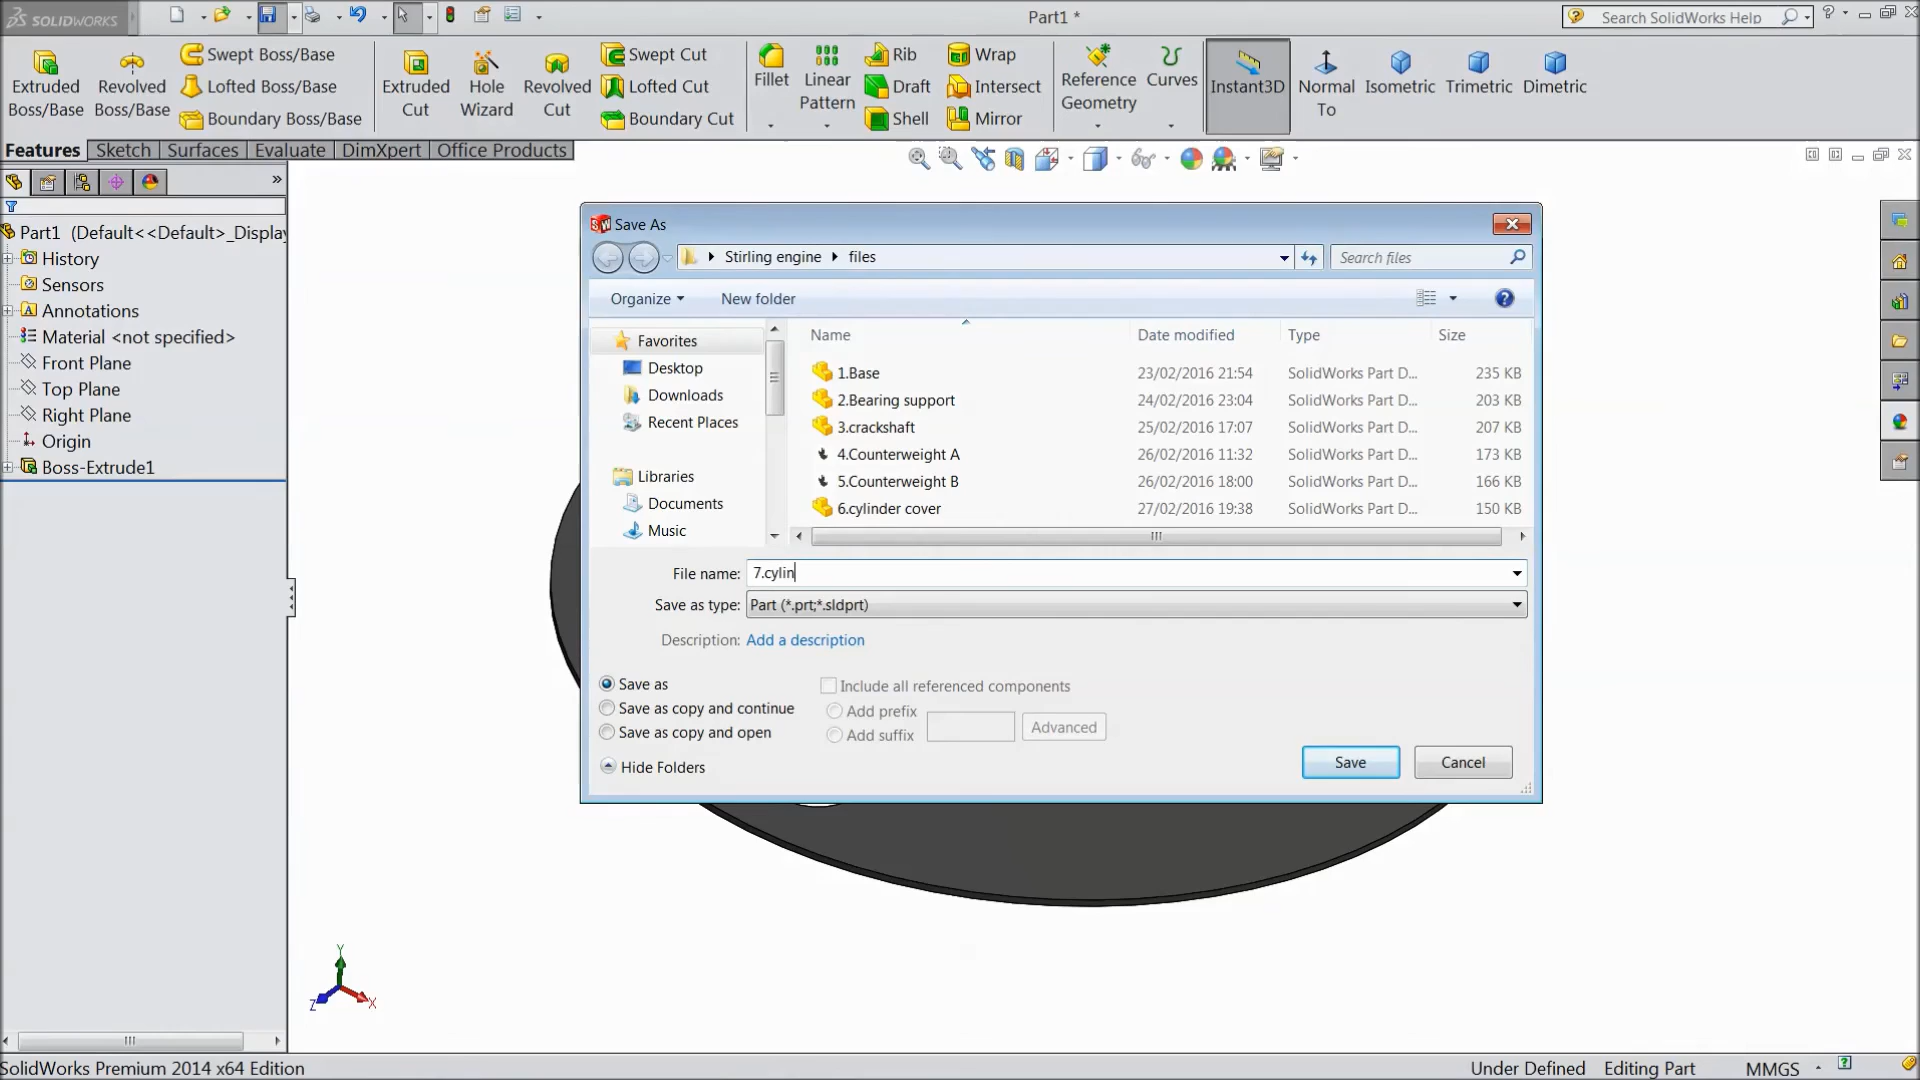 SOLIDWORKS
Part1 *
Search SolidWorks Help
Extruded Boss/Base
Revolved Boss/Base
Swept Boss/Base
Lofted Boss/Base
Boundary Boss/Base
Extruded Cut
Hole Wizard
Revolved Cut
Swept Cut
Lofted Cut
Boundary Cut
Fillet
Linear Pattern
Rib
Draft
Shell
Wrap
Intersect
Mirror
Reference Geometry
Curves
Instant3D
Normal To
Isometric
Trimetric
Dimetric
Features
Sketch
Surfaces
Evaluate
DimXpert
Office Products
Part1 (Default<<Default>_Display
History
Sensors
Annotations
Material <not specified>
Front Plane
Top Plane
Right Plane
Origin
Boss-Extrude1
Save As
Stirling engine files
Search files
Organize New folder
Favorites
Desktop
Downloads
Recent Places
Libraries
Documents
Music
Name Date modified Type Size
1.Base 23/02/2016 21:54 SolidWorks Part D... 235 KB
2.Bearing support 24/02/2016 23:04 SolidWorks Part D... 203 KB
3.crackshaft 25/02/2016 17:07 SolidWorks Part D... 207 KB
4.Counterweight A 26/02/2016 11:32 SolidWorks Part D... 173 KB
5.Counterweight B 26/02/2016 18:00 SolidWorks Part D... 166 KB
6.cylinder cover 27/02/2016 19:38 SolidWorks Part D... 150 KB
File name: 7.cylin
Save as type: Part (*.prt;*.sldprt)
Description: Add a description
Save as
Save as copy and continue
Save as copy and open
Include all referenced components
Add prefix
Add suffix
Advanced
Hide Folders
Save
Cancel
Y
Z
X
SolidWorks Premium 2014 x64 Edition
Under Defined Editing Part MMGS